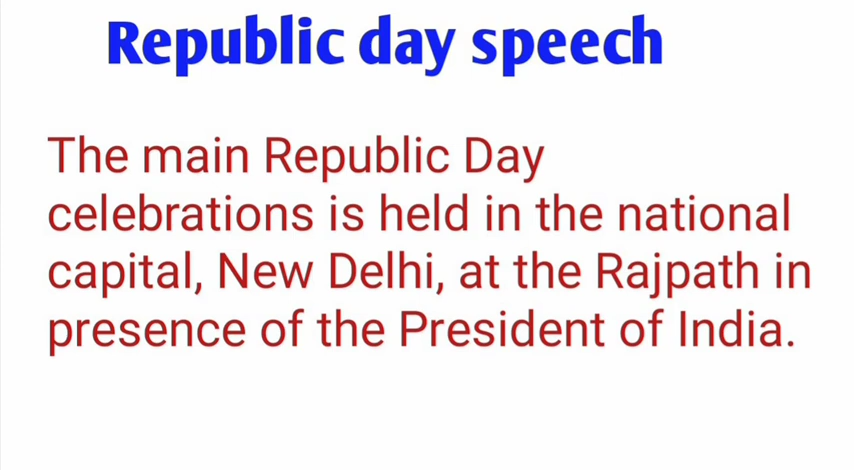 Republic day speech
The main Republic Day
celebrations is held in the national
capital, New Delhi, at the Rajpath in
presence of the President of India.